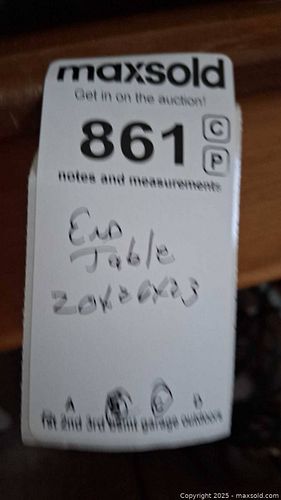 maxsold
Get in on the auction!
861
C
P
notes and measurements
End
Table
20x26x23
A
D
1st 2nd 3rd bsmt garage outdoors
Copyright © 2025 - maxsold.com